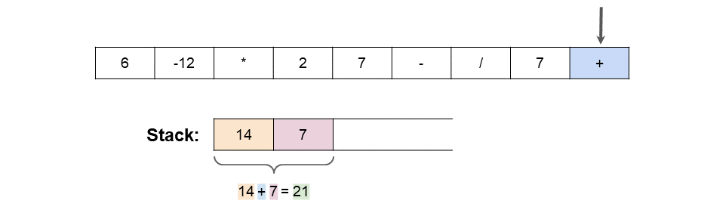 6 -12 * 2 7 - / 7 +
Stack: 14 7
14 + 7 = 21